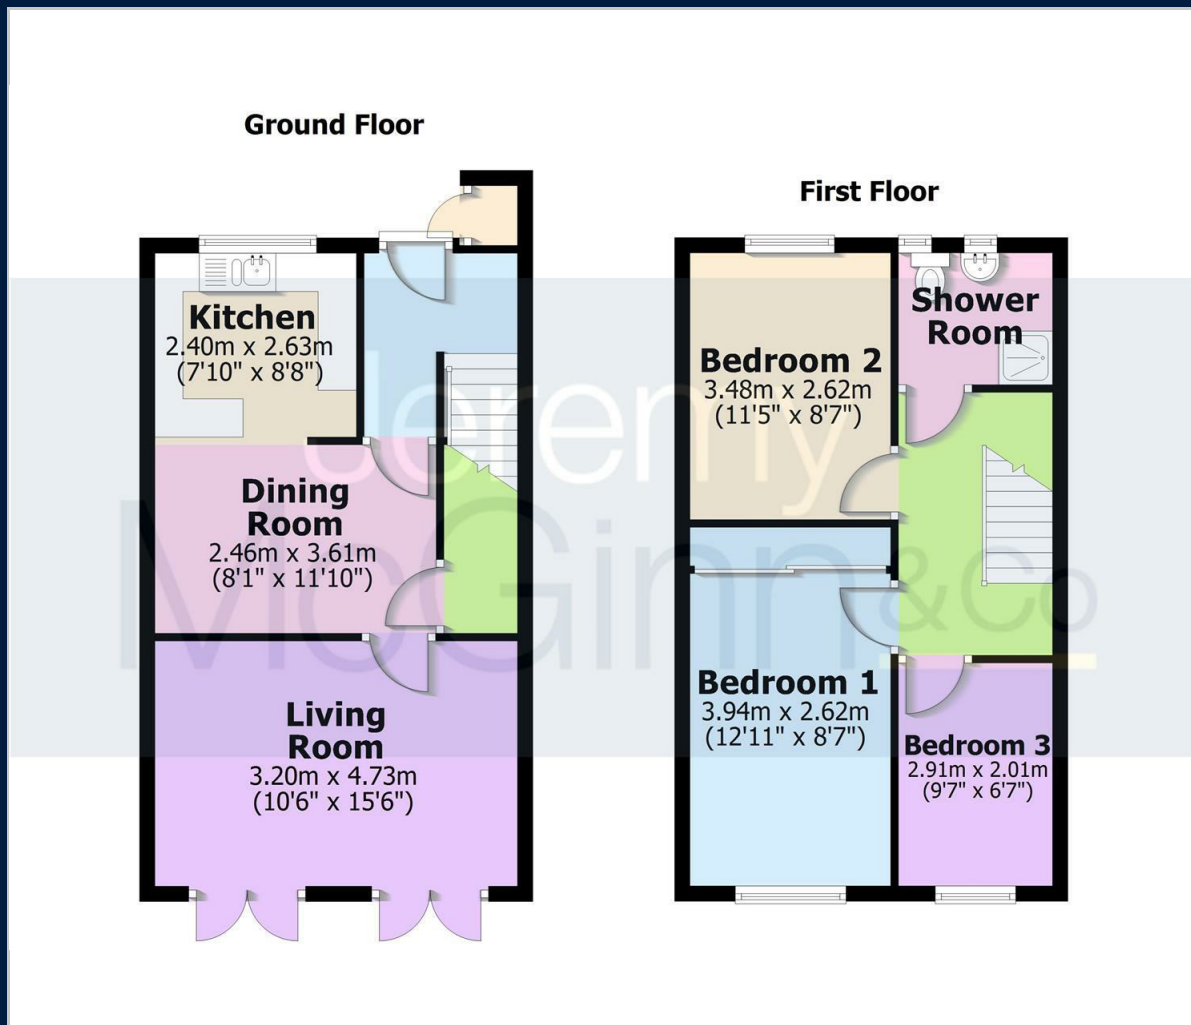 Ground Floor
First Floor
Kitchen
2.40m x 2.63m
(7'10" x 8'8")
Dining
Room
2.46m x 3.61m
(8'1" x 11'10")
Living
Room
3.20m x 4.73m
(10'6" x 15'6")
Shower
Room
Bedroom 2
3.48m x 2.62m
(11'5" x 8'7")
Bedroom 1
3.94m x 2.62m
(12'11" x 8'7")
Bedroom 3
2.91m x 2.01m
(9'7" x 6'7")
Jeremy
McGinn &Co